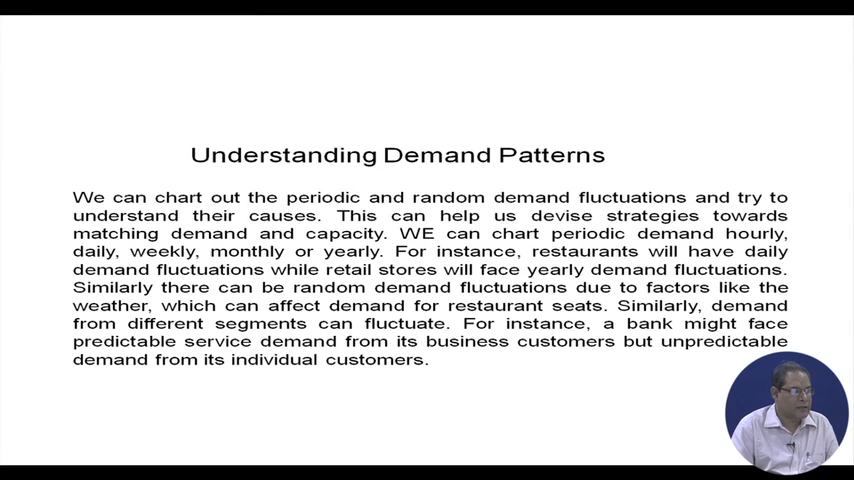 Understanding Demand Patterns
We can chart out the periodic and random demand fluctuations and try to
understand their causes. This can help us devise strategies towards
matching demand and capacity. WE can chart periodic demand hourly,
daily, weekly, monthly or yearly. For instance, restaurants will have daily
demand fluctuations while retail stores will face yearly demand fluctuations.
Similarly there can be random demand fluctuations due to factors like the
weather, which can affect demand for restaurant seats. Similarly, demand
from different segments can fluctuate. For instance, a bank might face
predictable service demand from its business customers but unpredictable
demand from its individual customers.